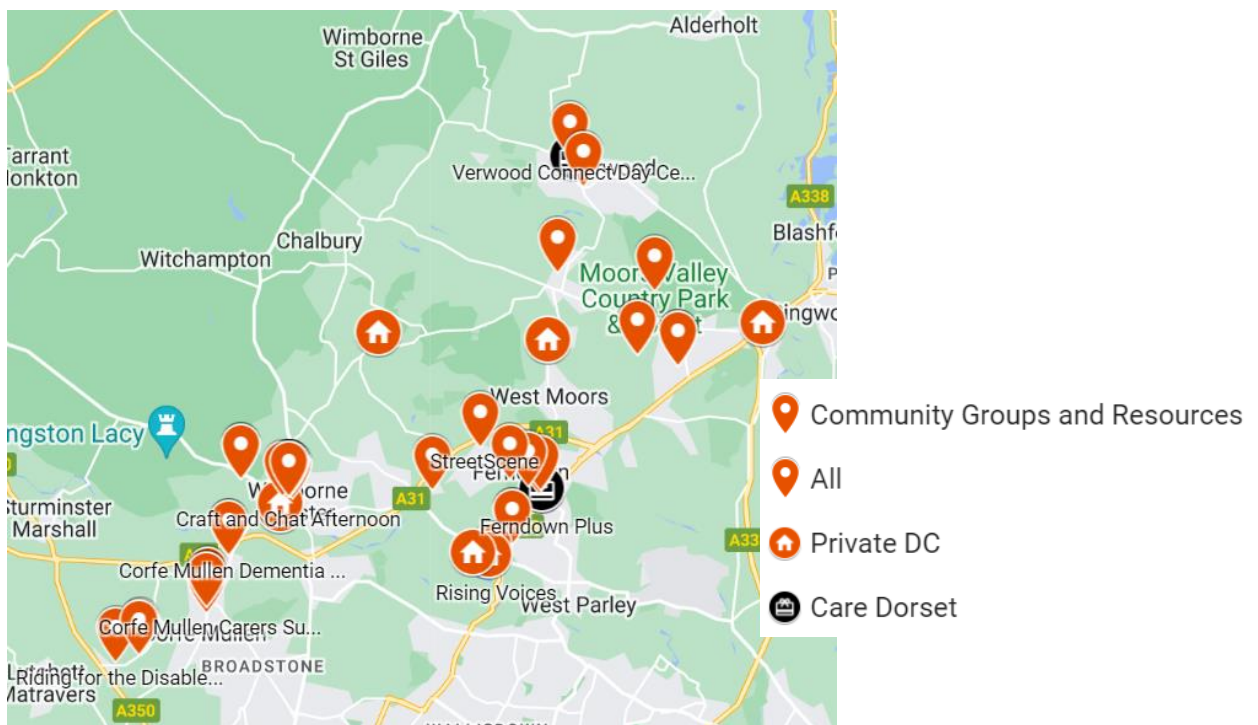 Alderholt
Wimborne
St Giles
Tarrant
Monkton
Verwood Connect Day Ce...
A338
Blashf
Chalbury
Witchampton
Moors Valley
Country Park
&
ingwo
West Moors
ngston Lacy
A31
StreetScene
A31
Sturminster
Marshall
Craft and Chat Afternoon
Ferndown Plus
A33
Corfe Mullen Dementia ...
Rising Voices
West Parley
Corfe Mullen Carers Su...
BROADSTONE
Riding for the Disable...
Matravers
A350
Community Groups and Resources
All
Private DC
Care Dorset